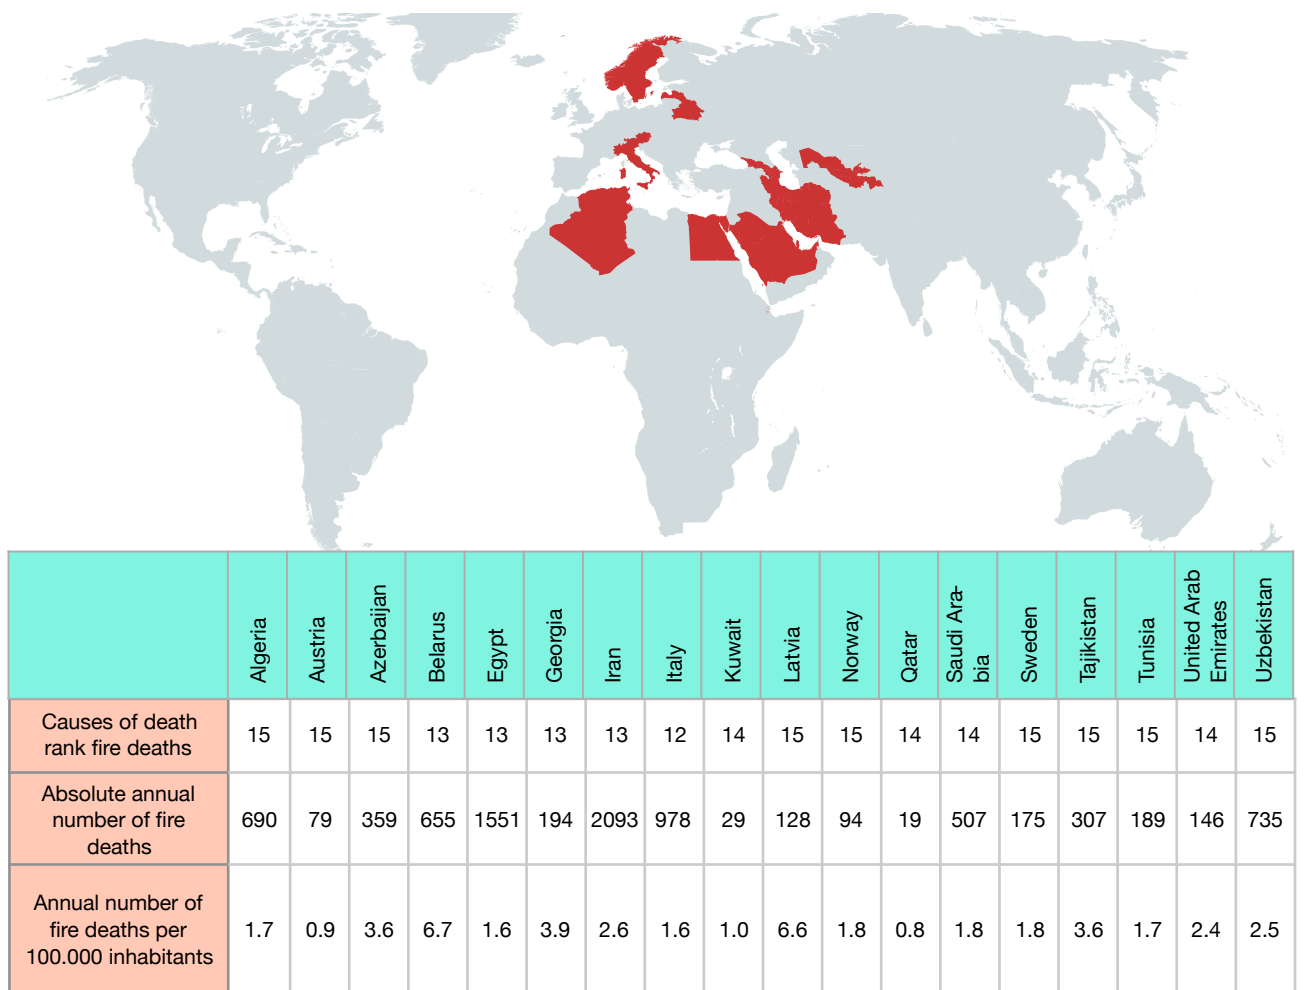 Algeria
Austria
Azerbaijan
Belarus
Egypt
Georgia
Iran
Italy
Kuwait
Latvia
Norway
Qatar
Saudi Ara-
bia
Sweden
Tajikistan
Tunisia
United Arab
Emirates
Uzbekistan
Causes of death
rank fire deaths
15 15 15 13 13 13 13 12 14 15 15 14 14 15 15 15 14 15
Absolute annual
number of fire
deaths
690 79 359 655 1551 194 2093 978 29 128 94 19 507 175 307 189 146 735
Annual number of
fire deaths per
100.000 inhabitants
1.7 0.9 3.6 6.7 1.6 3.9 2.6 1.6 1.0 6.6 1.8 0.8 1.8 1.8 3.6 1.7 2.4 2.5